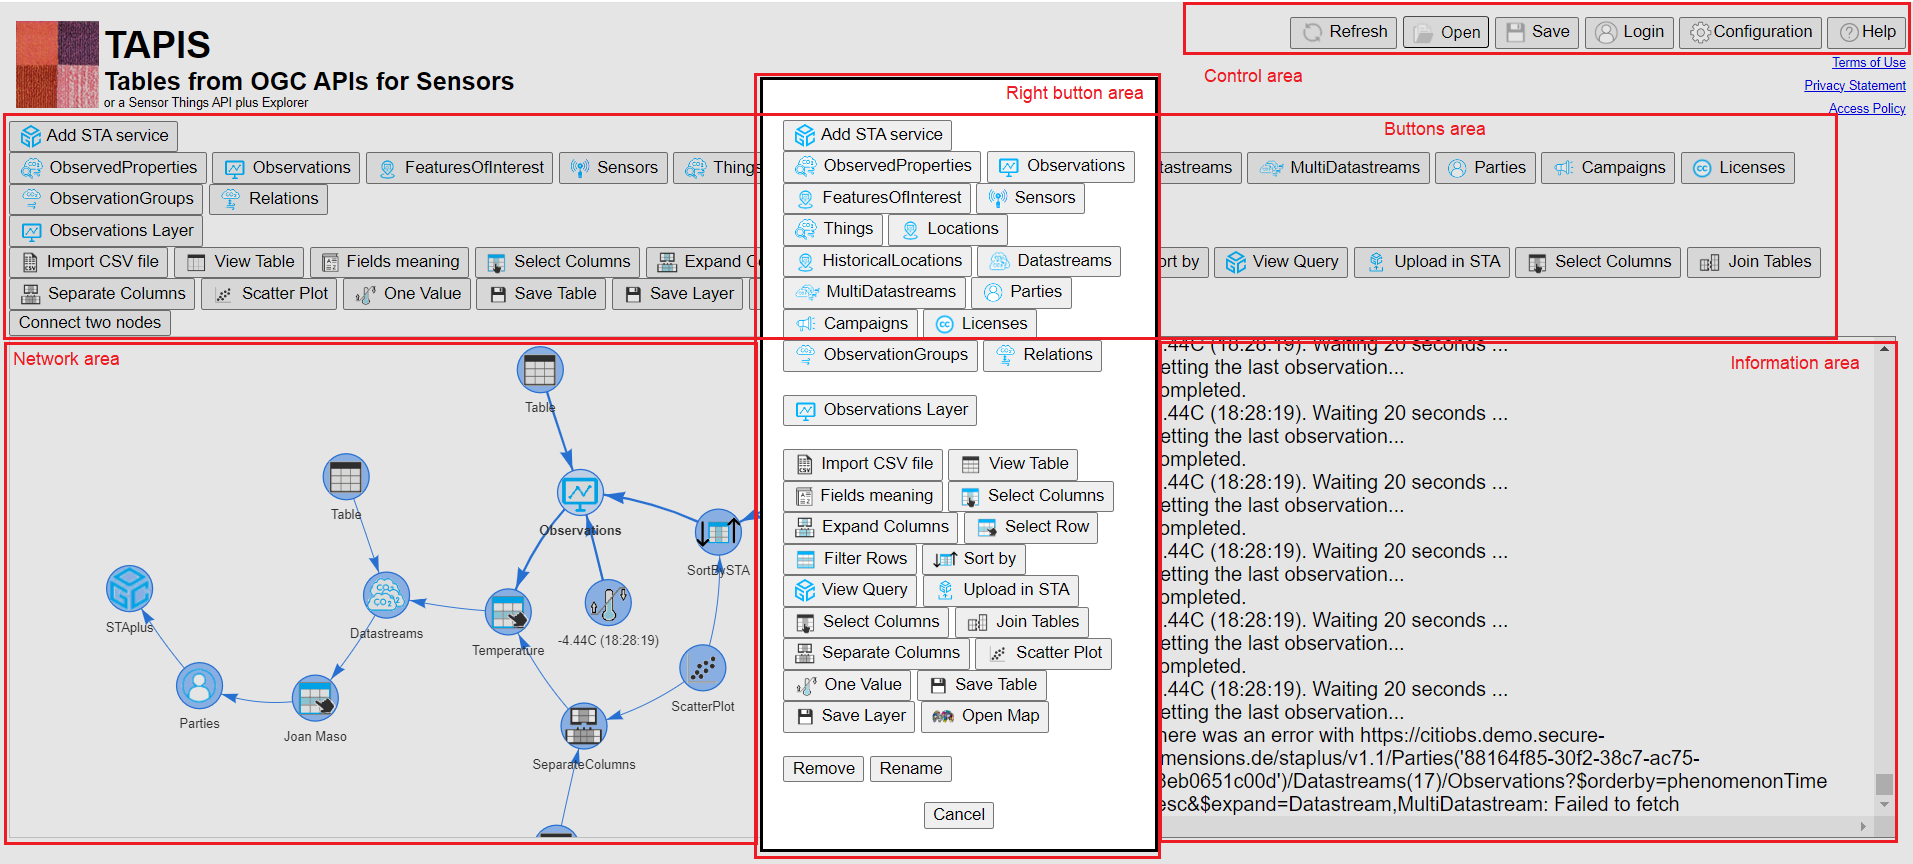 TAPIS
Tables from OGC APIs for Sensors
or a Sensor Things API plus Explorer
Refresh Open Save Login Configuration Help
Control area
Terms of Use
Privacy Statement
Access Policy
Buttons area
Add STA service
ObservedProperties Observations FeaturesOfInterest Sensors Things
MultiDatastreams Parties Campaigns Licenses
ObservationGroups Relations
Observations Layer
Import CSV file View Table Fields meaning Select Columns Expand
View Query Upload in STA Select Columns Join Tables
Separate Columns Scatter Plot One Value Save Table Save Layer
Connect two nodes
Right button area
Add STA service
ObservedProperties Observations
FeaturesOfInterest Sensors
Things Locations
HistoricalLocations Datastreams
MultiDatastreams Parties
Campaigns Licenses
ObservationGroups Relations
Observations Layer
Import CSV file View Table
Fields meaning Select Columns
Expand Columns Select Row
Filter Rows Sort by
View Query Upload in STA
Select Columns Join Tables
Separate Columns Scatter Plot
One Value Save Table
Save Layer Open Map
Remove Rename
Cancel
Network area
Table
Table
Observations
SortBySTA
STAplus
Datastreams
Temperature
-4.44C (18:28:19)
Parties
Joan Maso
ScatterPlot
SeparateColumns
Information area
.44C (18:28:19). Waiting 20 seconds ...
etting the last observation...
ompleted.
.44C (18:28:19). Waiting 20 seconds ...
etting the last observation...
ompleted.
.44C (18:28:19). Waiting 20 seconds ...
etting the last observation...
ompleted.
.44C (18:28:19). Waiting 20 seconds ...
etting the last observation...
ompleted.
.44C (18:28:19). Waiting 20 seconds ...
etting the last observation...
ompleted.
.44C (18:28:19). Waiting 20 seconds ...
etting the last observation...
here was an error with https://citiobs.demo.secure-
mensions.de/staplus/v1.1/Parties('88164f85-30f2-38c7-ac75-
3eb0651c00d')/Datastreams(17)/Observations?$orderby=phenomenonTime
esc&$expand=Datastream,MultiDatastream: Failed to fetch